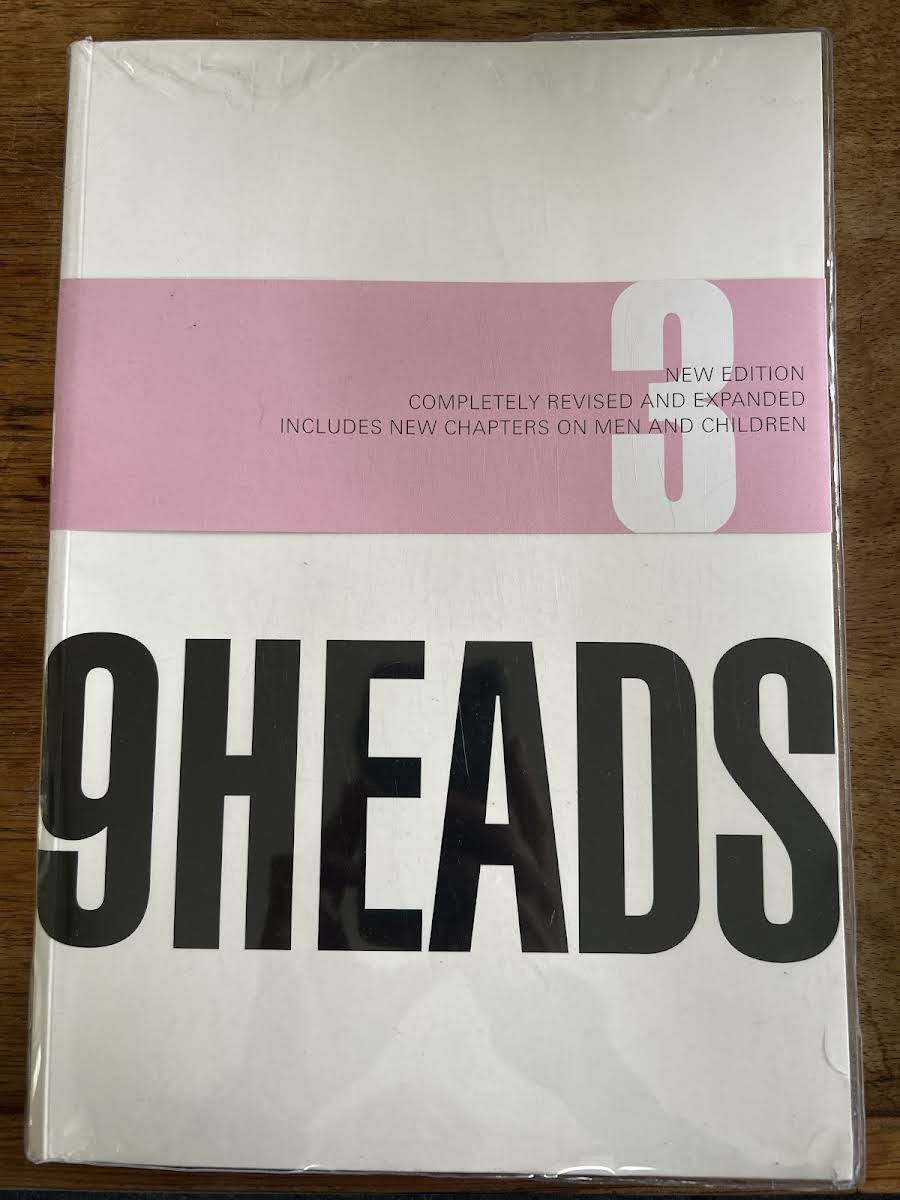 3
NEW EDITION
COMPLETELY REVISED AND EXPANDED
INCLUDES NEW CHAPTERS ON MEN AND CHILDREN
9HEADS